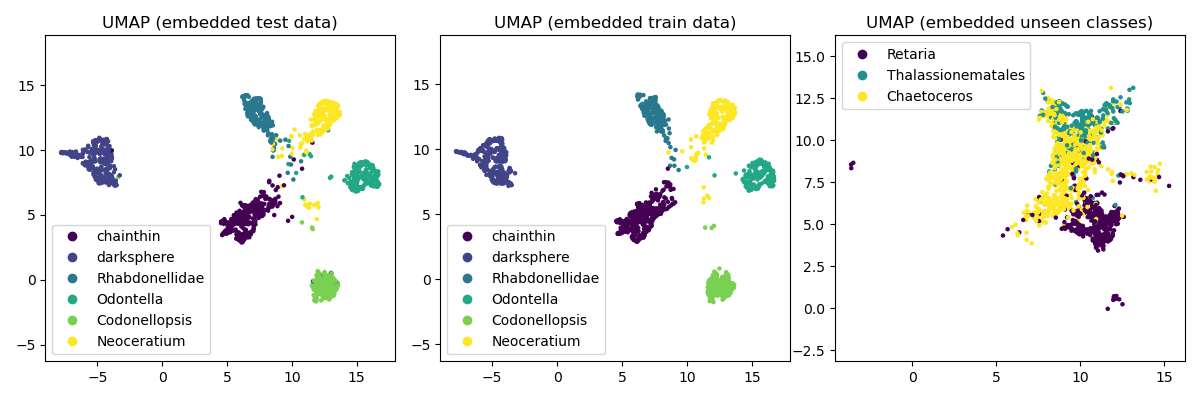 UMAP (embedded test data)
15
10
5
0
−5
−5
0
5
10
15
chainthin
darksphere
Rhabdonellidae
Odontella
Codonellopsis
Neoceratium
UMAP (embedded train data)
15
10
5
0
−5
−5
0
5
10
15
chainthin
darksphere
Rhabdonellidae
Odontella
Codonellopsis
Neoceratium
UMAP (embedded unseen classes)
15.0
12.5
10.0
7.5
5.0
2.5
0.0
−2.5
0
5
10
15
Retaria
Thalassionematales
Chaetoceros